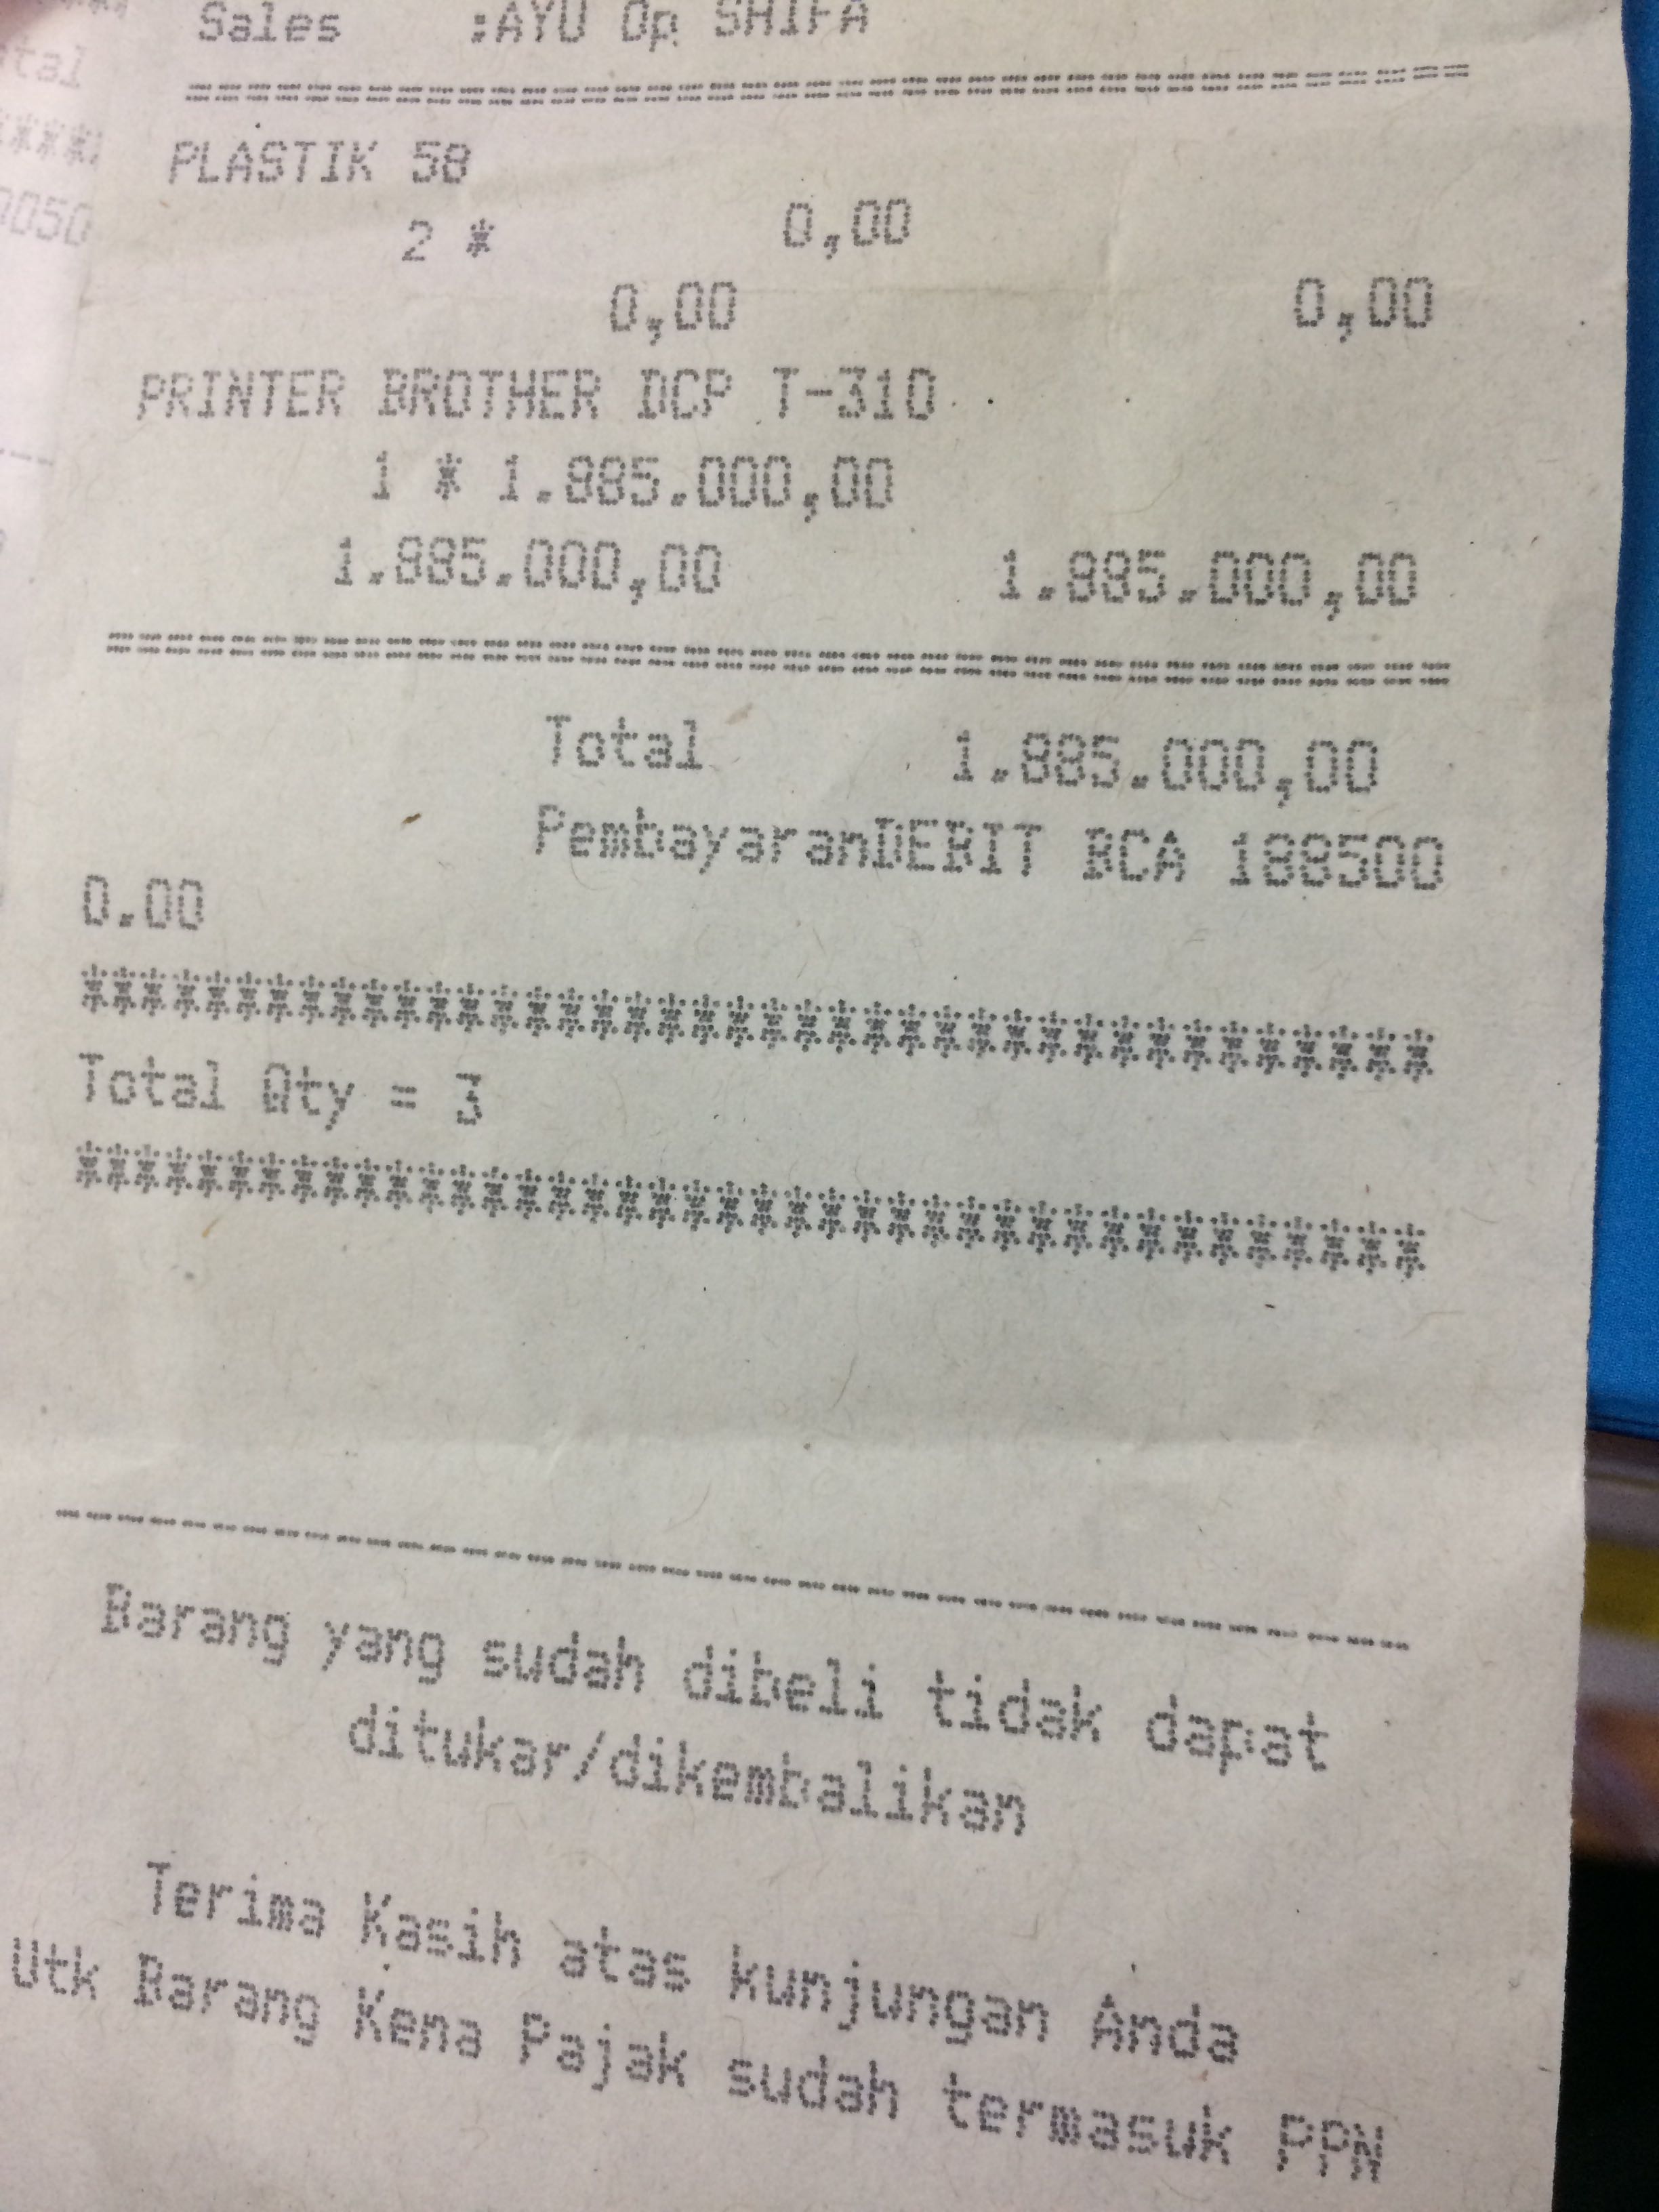 Sales :AYU Op SHIFA
PLASTIK 58
2 * 0,00
0,00 0,00
PRINTER BROTHER DCP T-310
1 * 1.885.000,00
1.885.000,00 1.885.000,00
Total 1.885.000,00
PembayaranDEBIT BCA 188500
0.00
****************************************
Total Qty = 3
****************************************
Barang yang sudah dibeli tidak dapat
ditukar/dikembalikan
Terima Kasih atas kunjungan Anda
Utk Barang Kena Pajak sudah termasuk PPN